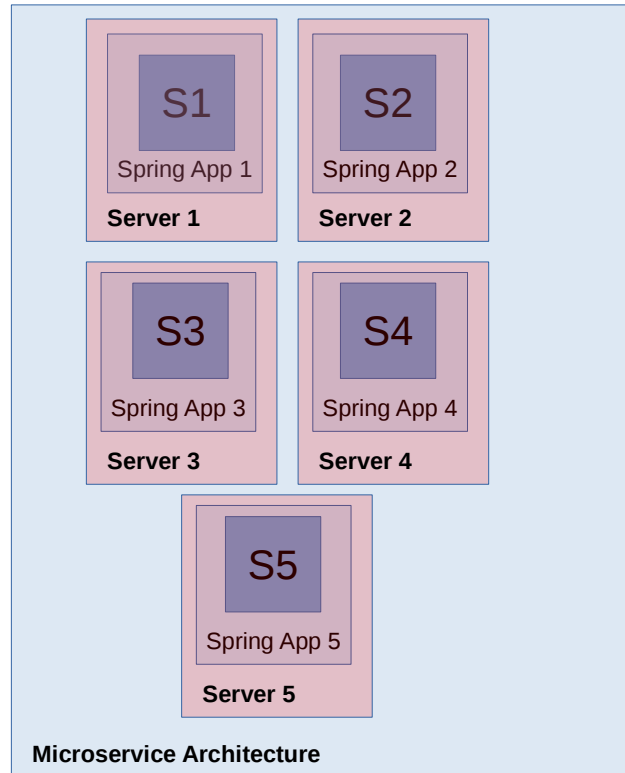 S1
Spring App 1
Server 1
S2
Spring App 2
Server 2
S3
Spring App 3
Server 3
S4
Spring App 4
Server 4
S5
Spring App 5
Server 5
Microservice Architecture